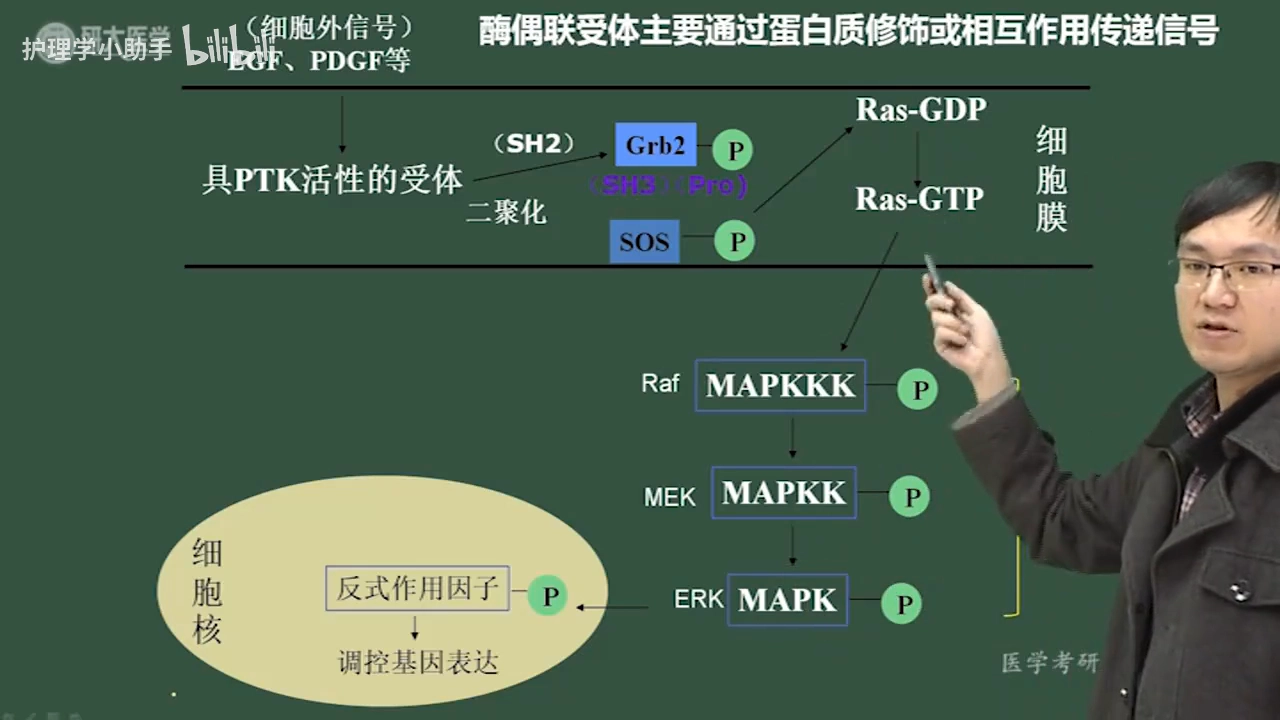 护理学小助手 bilibili
（细胞外信号）
EGF、PDGF等
酶偶联受体主要通过蛋白质修饰或相互作用传递信号
具PTK活性的受体
（SH2）
二聚化
Grb2
P
（SH3）（Pro）
SOS
P
Ras-GDP
Ras-GTP
细胞膜
Raf
MAPKKK
P
MEK
MAPKK
P
ERK
MAPK
P
细胞核
反式作用因子
P
调控基因表达
医学考研